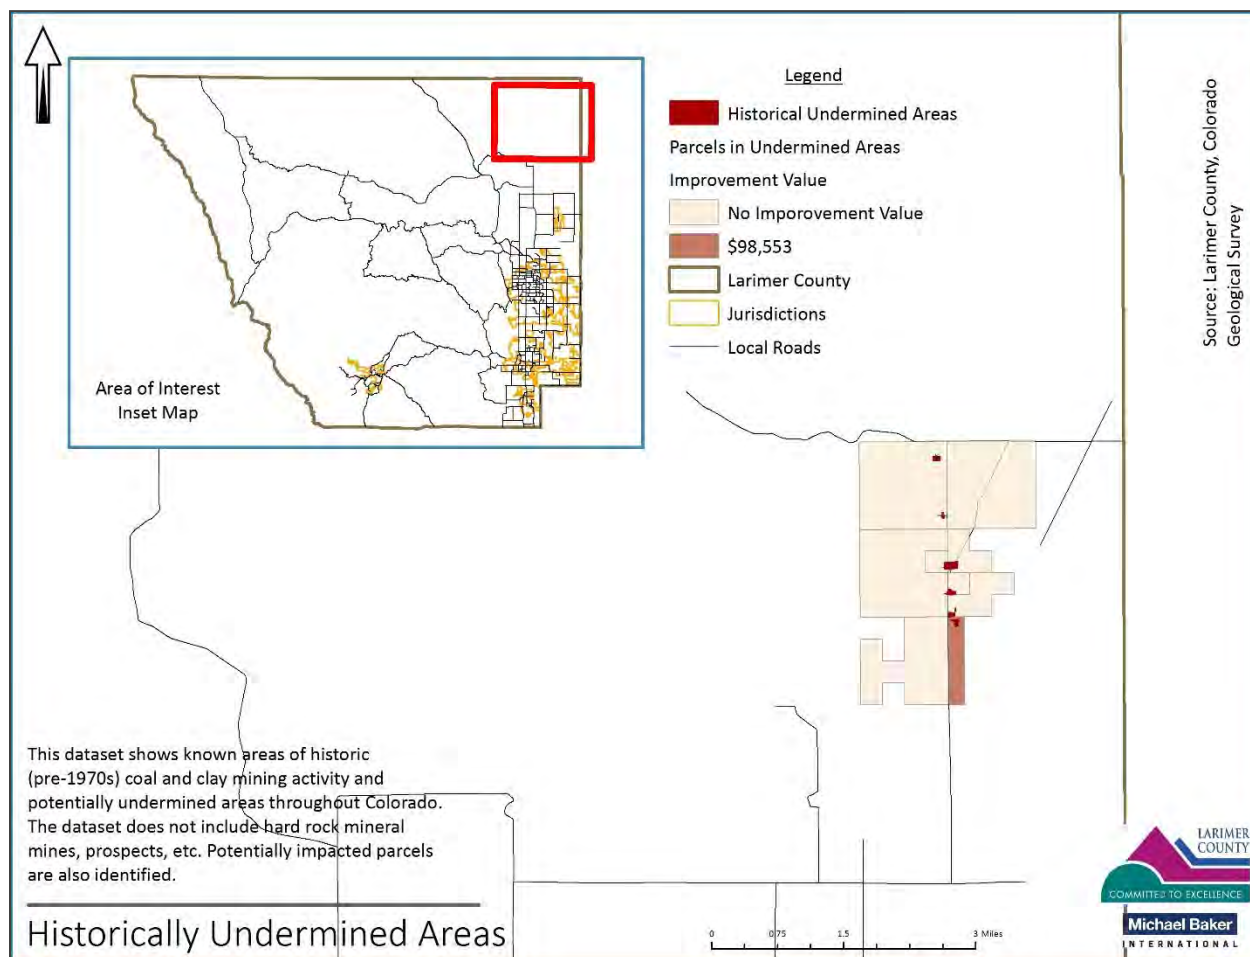 Area of Interest
Inset Map
Legend
Historical Undermined Areas
Parcels in Undermined Areas
Improvement Value
No Imporovement Value
$98,553
Larimer County
Jurisdictions
Local Roads
Source: Larimer County, Colorado
Geological Survey
This dataset shows known areas of historic
(pre-1970s) coal and clay mining activity and
potentially undermined areas throughout Colorado.
The dataset does not include hard rock mineral
mines, prospects, etc. Potentially impacted parcels
are also identified.
Historically Undermined Areas
0 0.75 1.5 3 Miles
LARIMER
COUNTY
COMMITTED TO EXCELLENCE
Michael Baker
INTERNATIONAL